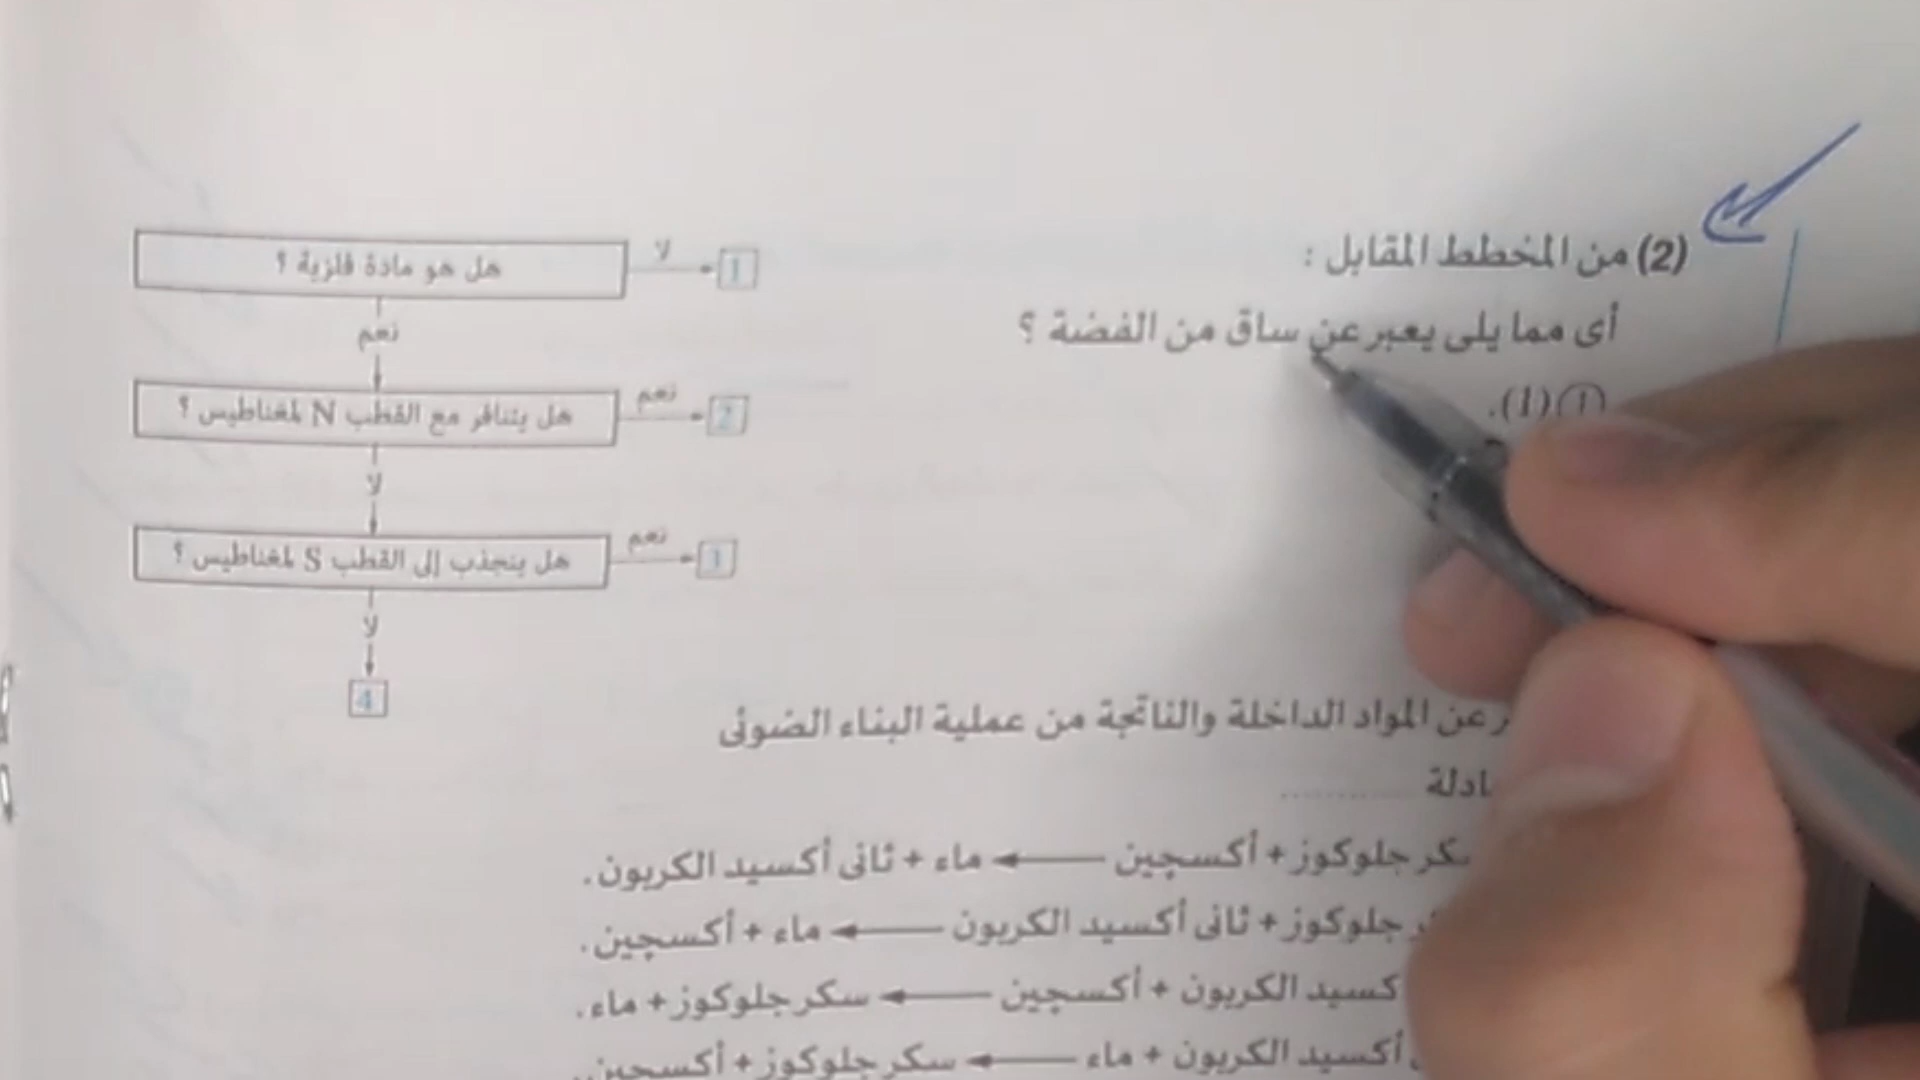 (2) من المخطط المقابل :
أى مما يلى يعبر عن ساق من الفضة ؟
(1).
هل هو مادة فلزية ؟
لا
1
نعم
هل يتنافر مع القطب N لمغناطيس ؟
نعم
2
لا
هل ينجذب إلى القطب S لمغناطيس ؟
نعم
لا
4
عن المواد الداخلة والناتجة من عملية البناء الضوئى
..........
جلوكوز + أكسجين ← ماء + ثانى أكسيد الكربون.
جلوكوز + ثانى أكسيد الكربون ← ماء + أكسجين.
الكربون + أكسجين ← سكر جلوكوز + ماء.
أكسيد الكربون + ماء ← سكر جلوكوز + أكسجين.